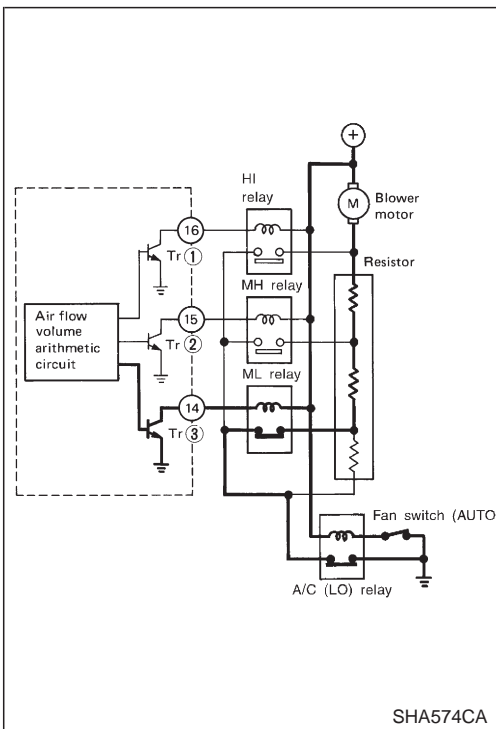 +
HI
relay
M
Blower
motor
16
Tr 1
Resistor
MH relay
Air flow
volume
arithmetic
circuit
15
Tr 2
ML relay
14
Tr 3
Fan switch (AUTO
A/C (LO) relay
SHA574CA